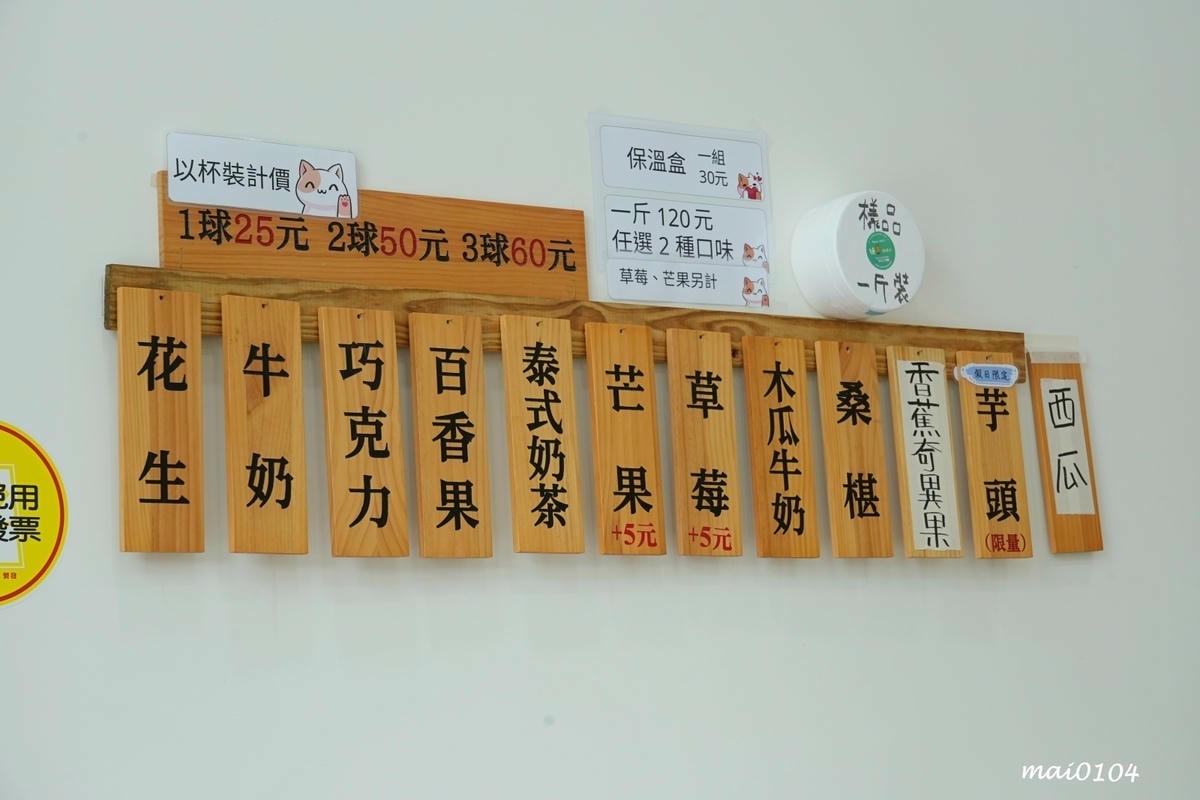 以杯裝計價
1球25元 2球50元 3球60元
保溫盒 一組
30元
一斤120元
任選2種口味
草莓、芒果另計
樣品
一斤裝
花生
牛奶
巧克力
百香果
泰式奶茶
芒果
+5元
草莓
+5元
木瓜牛奶
桑椹
香蕉奇異果
假日限定
芋頭
(限量)
西瓜
用
發票
mai0104